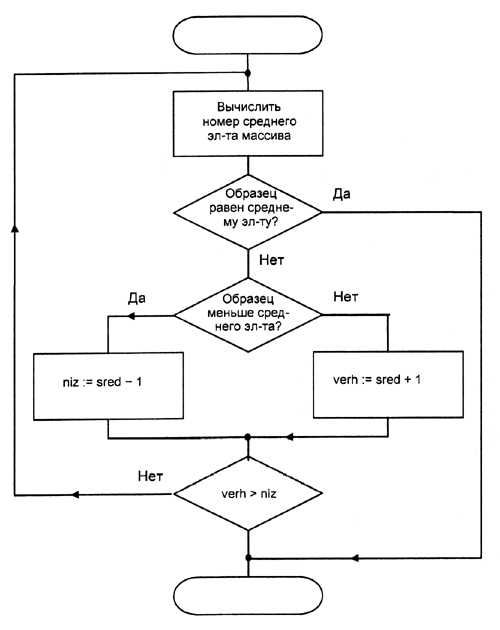 Вычислить
номер среднего
эл-та массива
Образец
равен средне-
му эл-ту?
Да
Нет
Да
Образец
меньше сред-
него эл-та?
Нет
niz := sred − 1
verh := sred + 1
Нет
verh > niz